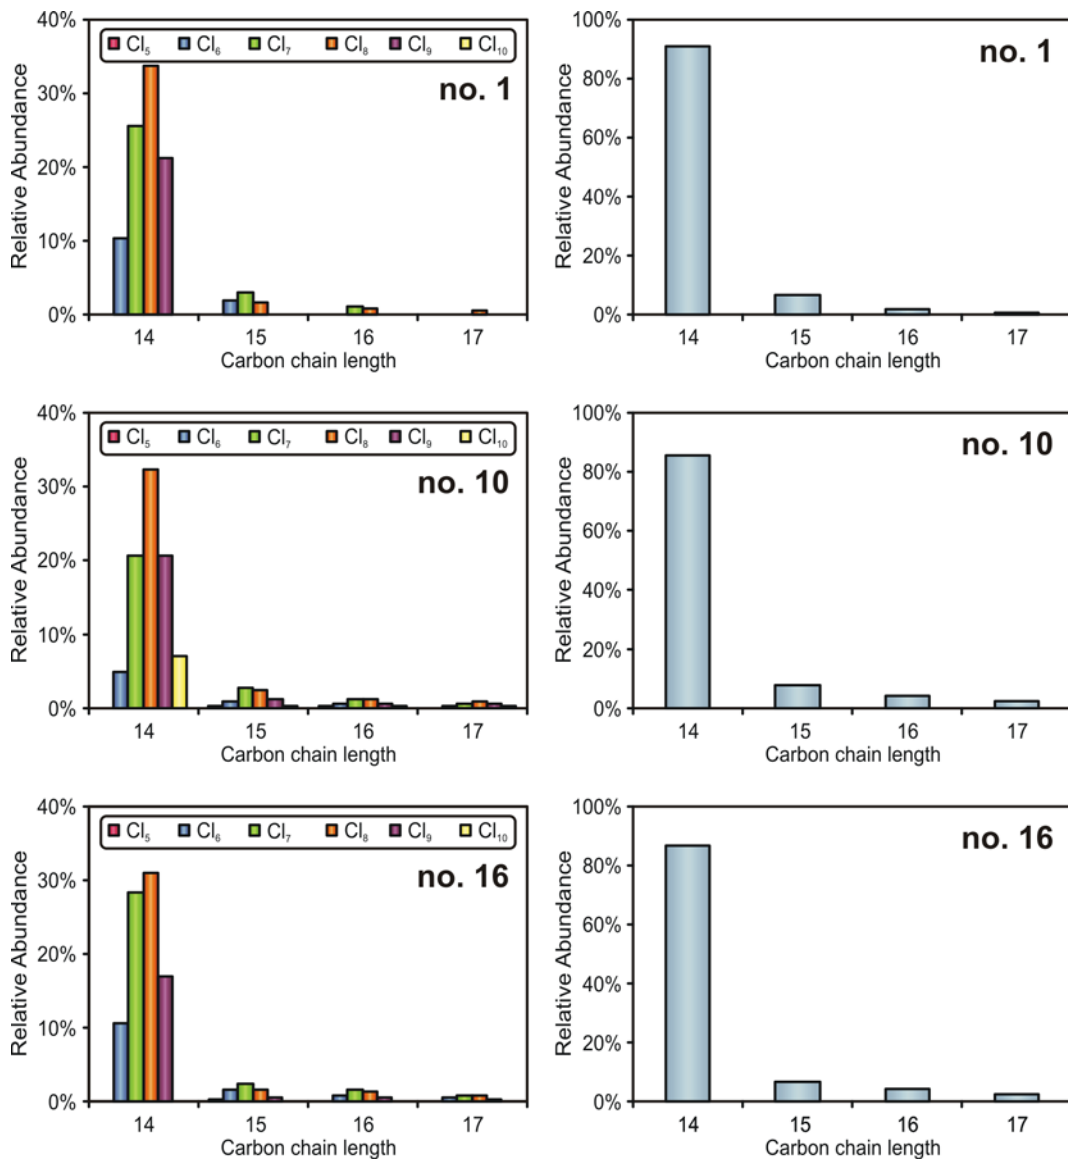 40%
30%
20%
10%
0%
Relative Abundance
Cl₅ Cl₆ Cl₇ Cl₈ Cl₉ Cl₁₀
no. 1
14 15 16 17
Carbon chain length
100%
80%
60%
40%
20%
0%
Relative Abundance
no. 1
14 15 16 17
Carbon chain length
40%
30%
20%
10%
0%
Relative Abundance
Cl₅ Cl₆ Cl₇ Cl₈ Cl₉ Cl₁₀
no. 10
14 15 16 17
Carbon chain length
100%
80%
60%
40%
20%
0%
Relative Abundance
no. 10
14 15 16 17
Carbon chain length
40%
30%
20%
10%
0%
Relative Abundance
Cl₅ Cl₆ Cl₇ Cl₈ Cl₉ Cl₁₀
no. 16
14 15 16 17
Carbon chain length
100%
80%
60%
40%
20%
0%
Relative Abundance
no. 16
14 15 16 17
Carbon chain length